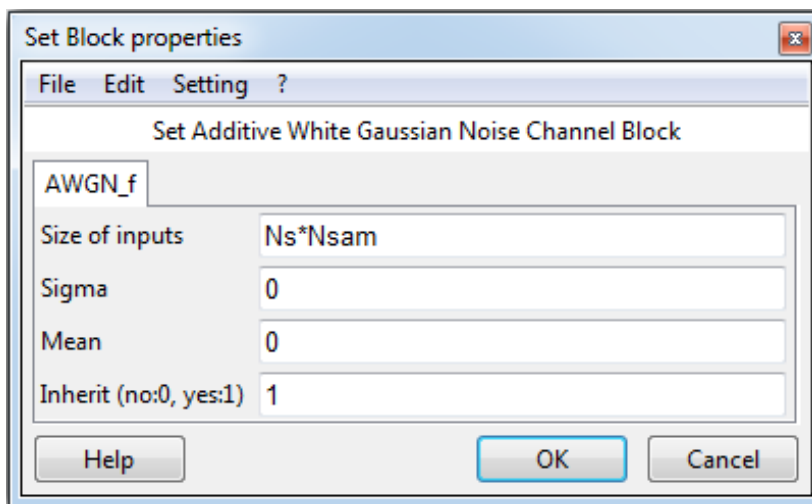 Set Block properties
File Edit Setting ?
Set Additive White Gaussian Noise Channel Block
AWGN_f
Size of inputs Ns*Nsam
Sigma 0
Mean 0
Inherit (no:0, yes:1) 1
Help OK Cancel